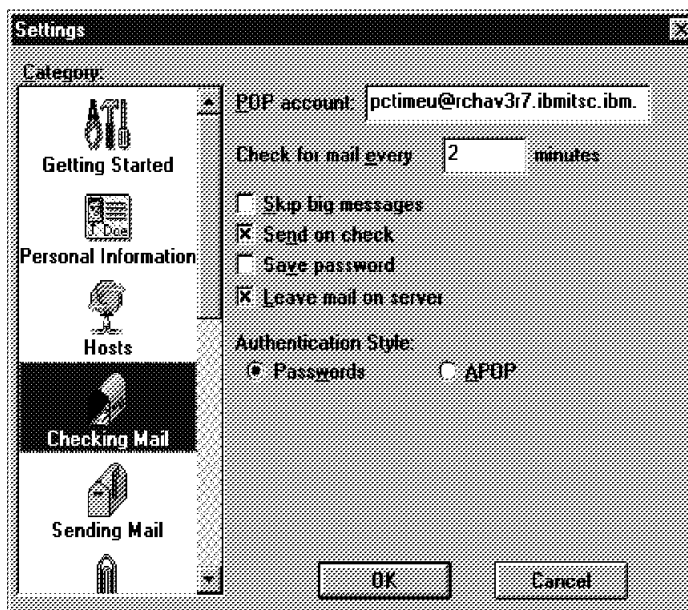 Settings
Category:
Getting Started
J. Doe
Personal Information
Hosts
Checking Mail
Sending Mail
POP account: pctimeu@rchav3r7.ibmitsc.ibm.
Check for mail every 2 minutes
Skip big messages
Send on check
Save password
Leave mail on server
Authentication Style:
Passwords APOP
OK Cancel